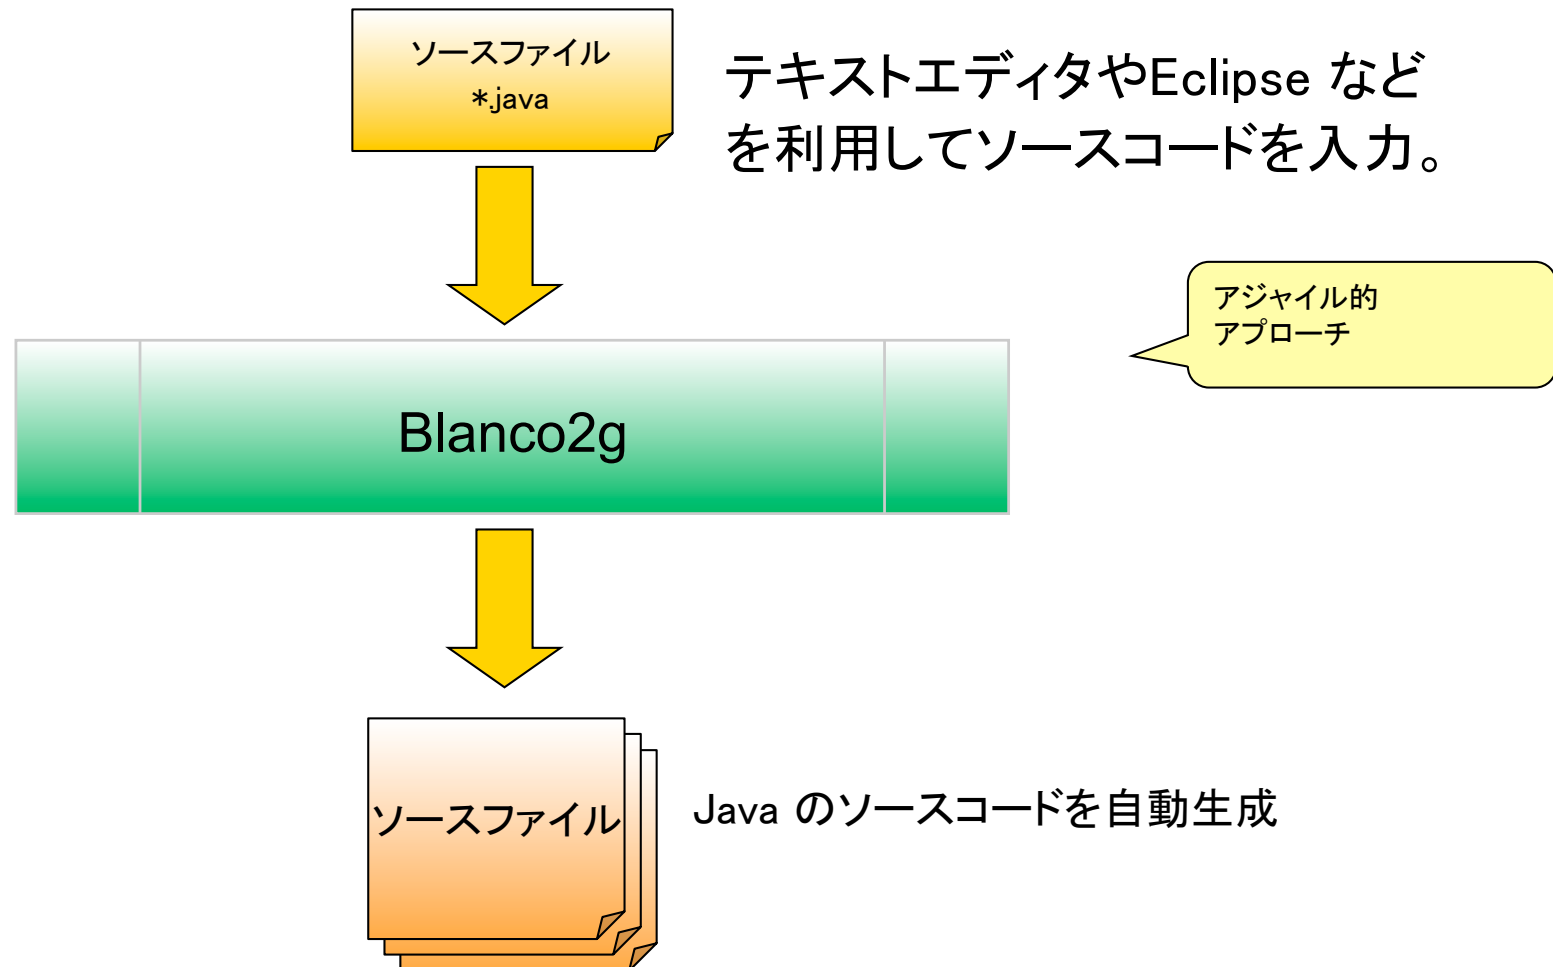 ソースファイル
*.java
テキストエディタやEclipse など
を利用してソースコードを入力。
アジャイル的
アプローチ
Blanco2g
ソースファイル
Java のソースコードを自動生成